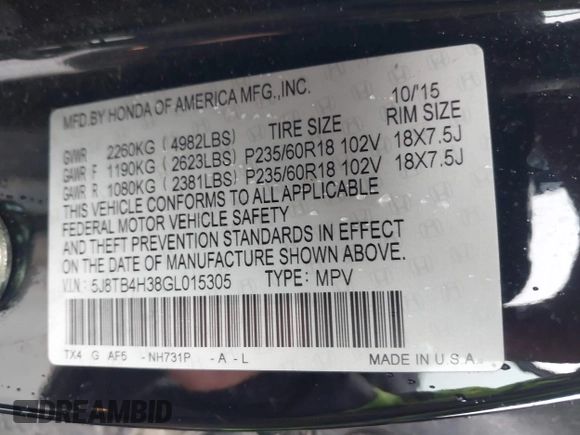 MFD.BY HONDA OF AMERICA MFG.,INC. 10/'15
TIRE SIZE RIM SIZE
GVWR 2260KG ( 4982LBS)
GAWR F 1190KG ( 2623LBS) P235/60R18 102V 18X7.5J
GAWR R 1080KG ( 2381LBS) P235/60R18 102V 18X7.5J
THIS VEHICLE CONFORMS TO ALL APPLICABLE
FEDERAL MOTOR VEHICLE SAFETY
AND THEFT PREVENTION STANDARDS IN EFFECT
ON THE DATE OF MANUFACTURE SHOWN ABOVE.
V.I.N: 5J8TB4H38GL015305 TYPE: MPV
TX4 G AF5 - NH731P - A - L
MADE IN U.S.A.
DREAMBID